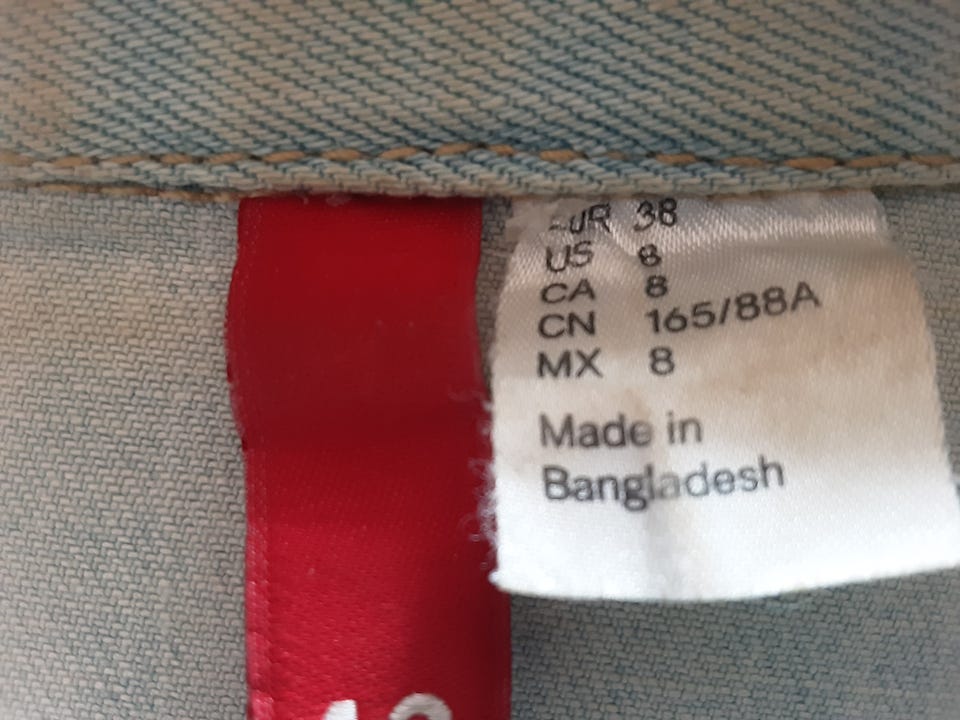 EUR 38
US 8
CA 8
CN 165/88A
MX 8
Made in
Bangladesh